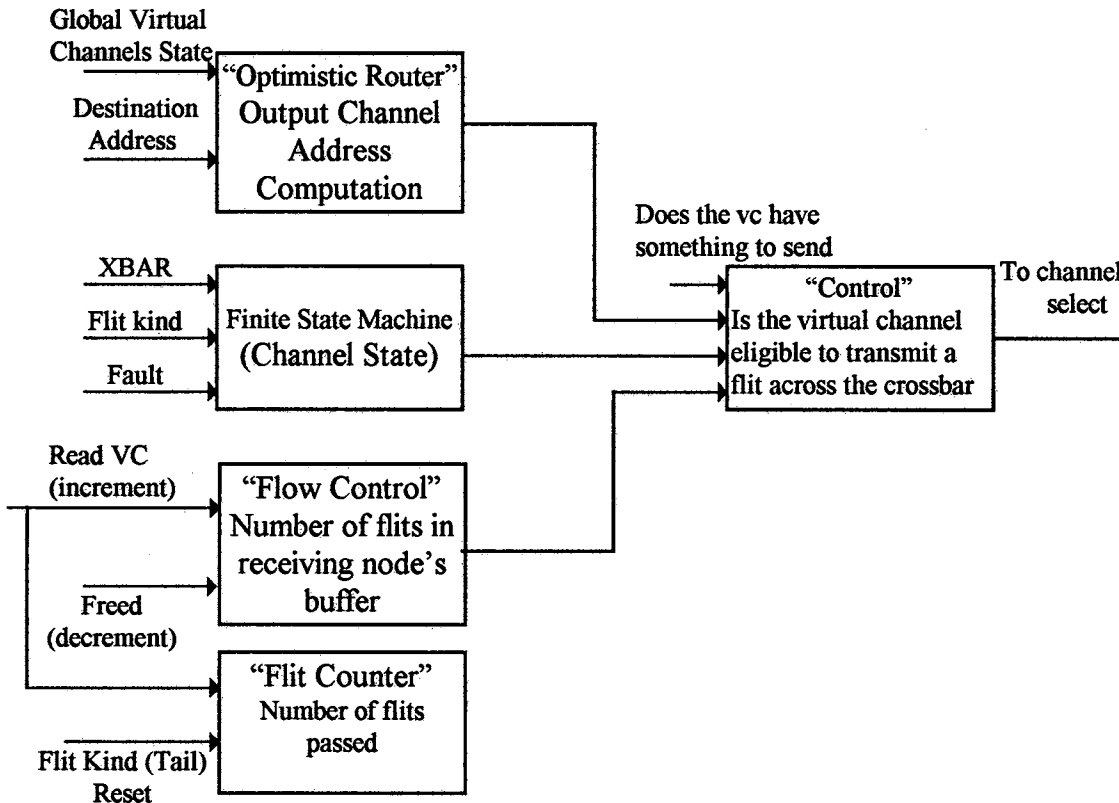 Global Virtual
Channels State
Destination
Address
“Optimistic Router”
Output Channel
Address
Computation
XBAR
Flit kind
Fault
Finite State Machine
(Channel State)
Does the vc have
something to send
“Control”
Is the virtual channel
eligible to transmit a
flit across the crossbar
To channel
select
Read VC
(increment)
Freed
(decrement)
“Flow Control”
Number of flits in
receiving node’s
buffer
“Flit Counter”
Number of flits
passed
Flit Kind (Tail)
Reset